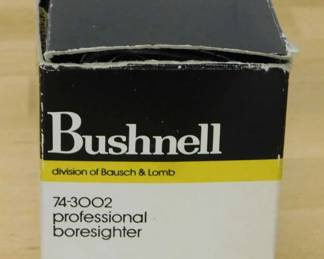 Bushnell
division of Bausch & Lomb
74-3002
professional
boresighter